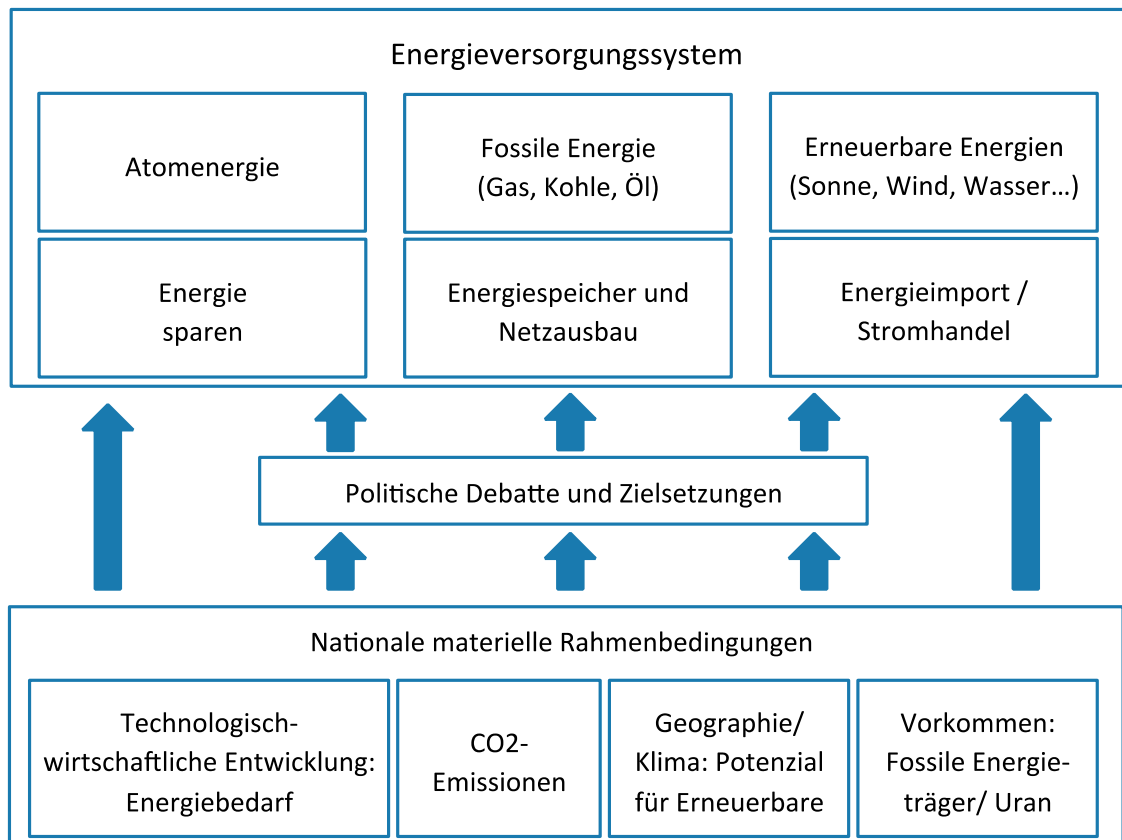 Energieversorgungssystem
Atomenergie
Fossile Energie
(Gas, Kohle, Öl)
Erneuerbare Energien
(Sonne, Wind, Wasser…)
Energie
sparen
Energiespeicher und
Netzausbau
Energieimport /
Stromhandel
Politische Debatte und Zielsetzungen
Nationale materielle Rahmenbedingungen
Technologisch-
wirtschaftliche Entwicklung:
Energiebedarf
CO2-
Emissionen
Geographie/
Klima: Potenzial
für Erneuerbare
Vorkommen:
Fossile Energie-
träger/ Uran